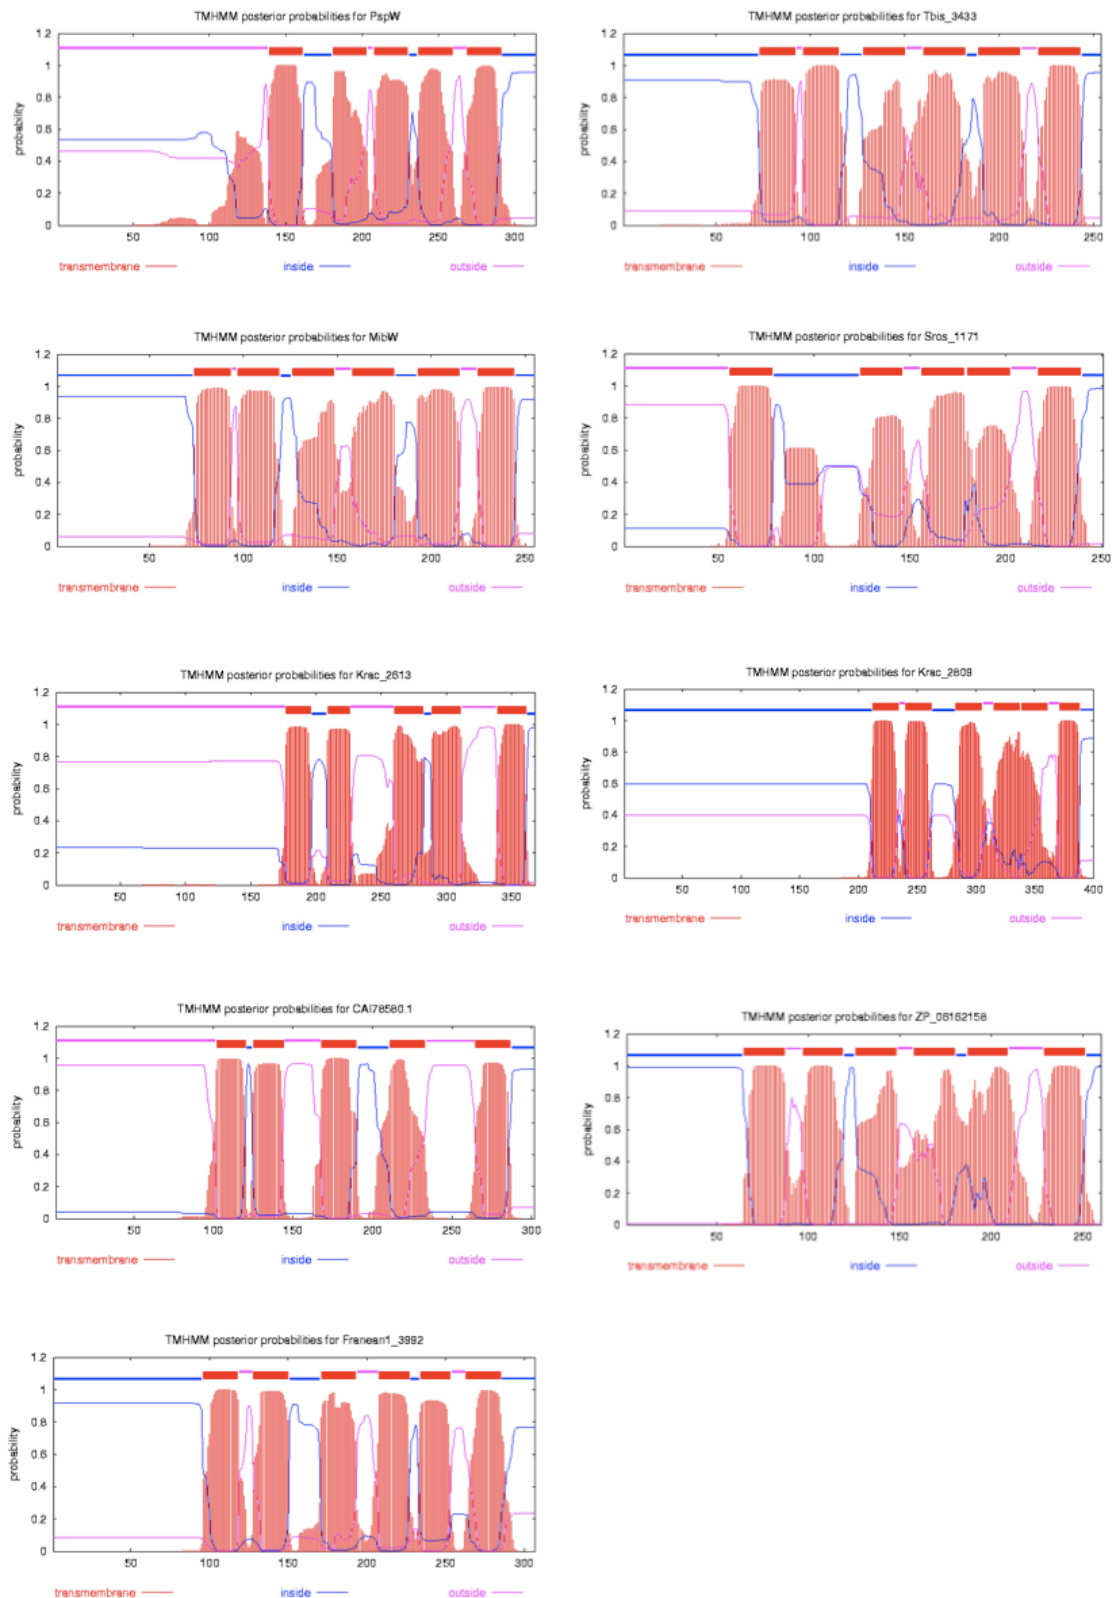 TMHMM posterior probabilities for PspW
1.2
1
0.8
0.6
0.4
0.2
0
probability
50 100 150 200 250 300
transmembrane inside outside
TMHMM posterior probabilities for Tbis_3433
1.2
1
0.8
0.6
0.4
0.2
0
probability
50 100 150 200 250
transmembrane inside outside
TMHMM posterior probabilities for MibW
1.2
1
0.8
0.6
0.4
0.2
0
probability
50 100 150 200 250
transmembrane inside outside
TMHMM posterior probabilities for Sros_1171
1.2
1
0.8
0.6
0.4
0.2
0
probability
50 100 150 200 250
transmembrane inside outside
TMHMM posterior probabilities for Krac_2613
1.2
1
0.8
0.6
0.4
0.2
0
probability
50 100 150 200 250 300 350
transmembrane inside outside
TMHMM posterior probabilities for Krac_2809
1.2
1
0.8
0.6
0.4
0.2
0
probability
50 100 150 200 250 300 350 400
transmembrane inside outside
TMHMM posterior probabilities for CAI78580.1
1.2
1
0.8
0.6
0.4
0.2
0
probability
50 100 150 200 250 300
transmembrane inside outside
TMHMM posterior probabilities for ZP_06162158
1.2
1
0.8
0.6
0.4
0.2
0
probability
50 100 150 200 250
transmembrane inside outside
TMHMM posterior probabilities for Franean1_3992
1.2
1
0.8
0.6
0.4
0.2
0
probability
50 100 150 200 250 300
transmembrane inside outside